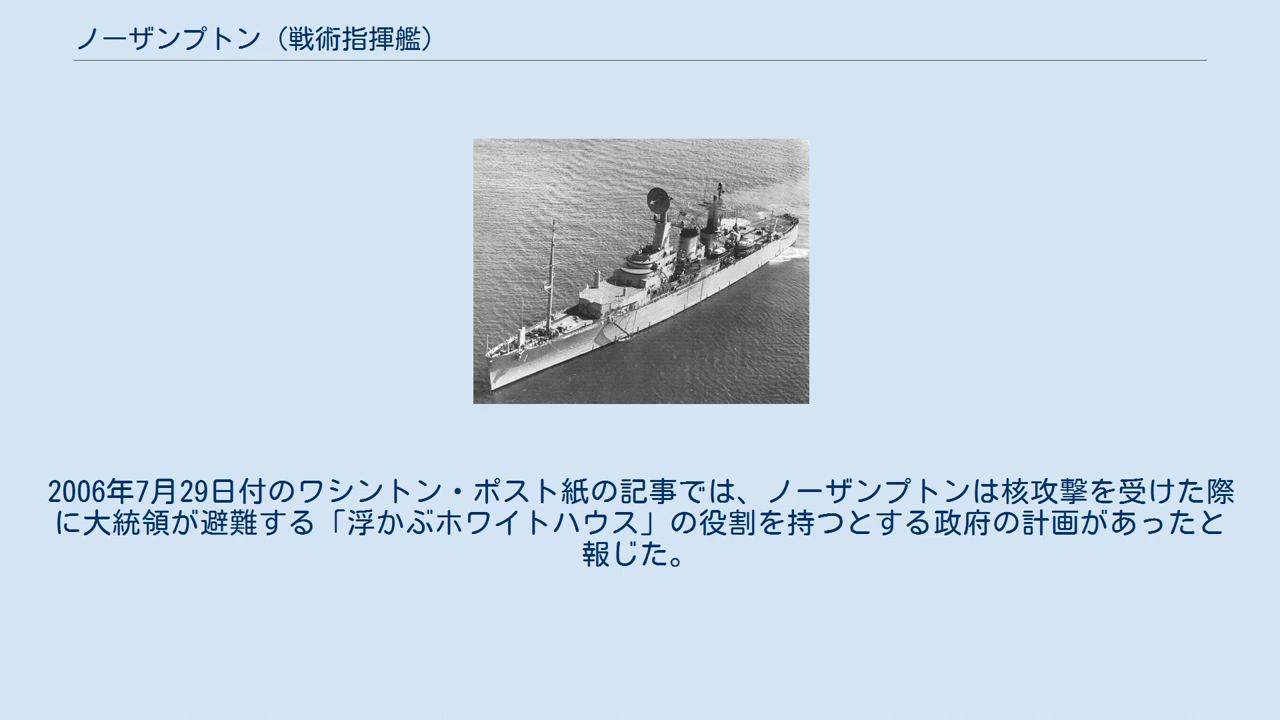 ノーザンプトン（戦術指揮艦）
2006年7月29日付のワシントン・ポスト紙の記事では、ノーザンプトンは核攻撃を受けた際
に大統領が避難する「浮かぶホワイトハウス」の役割を持つとする政府の計画があったと
報じた。